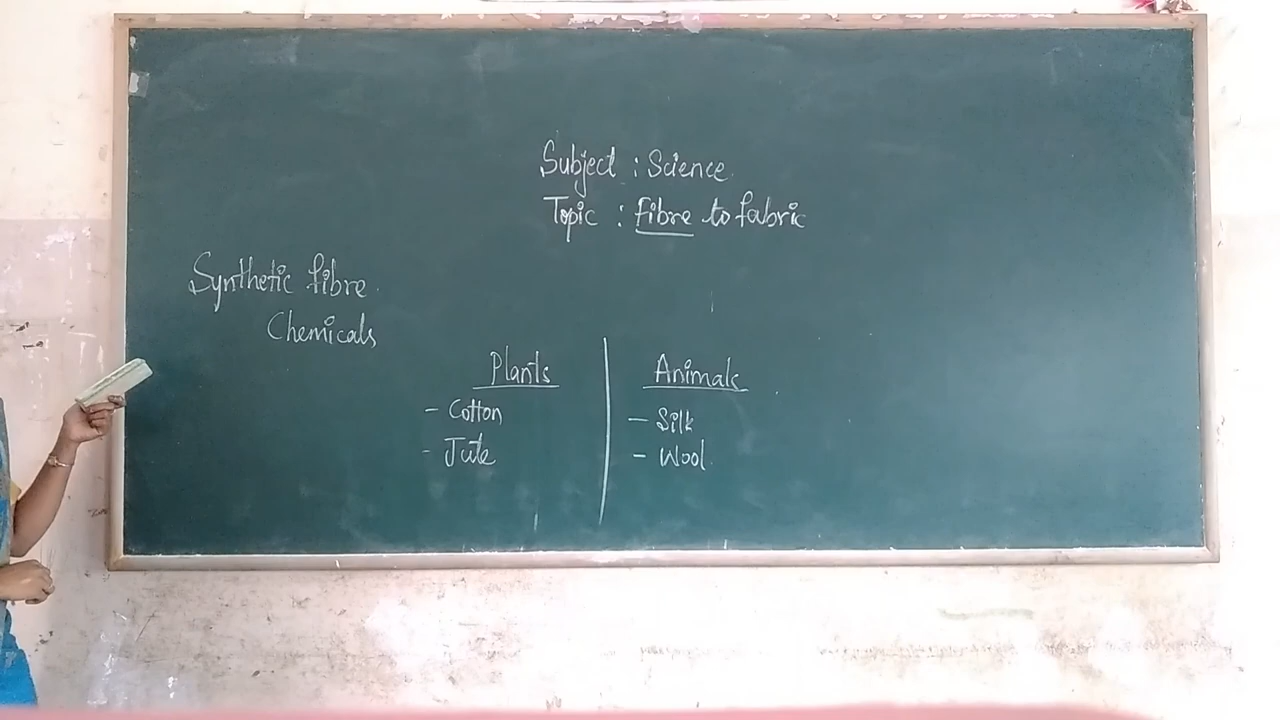 Subject : Science.
Topic : fibre to fabric
Synthetic fibre.
Chemicals
Plants
- Cotton
- Jute
Animals
- Silk
- Wool.